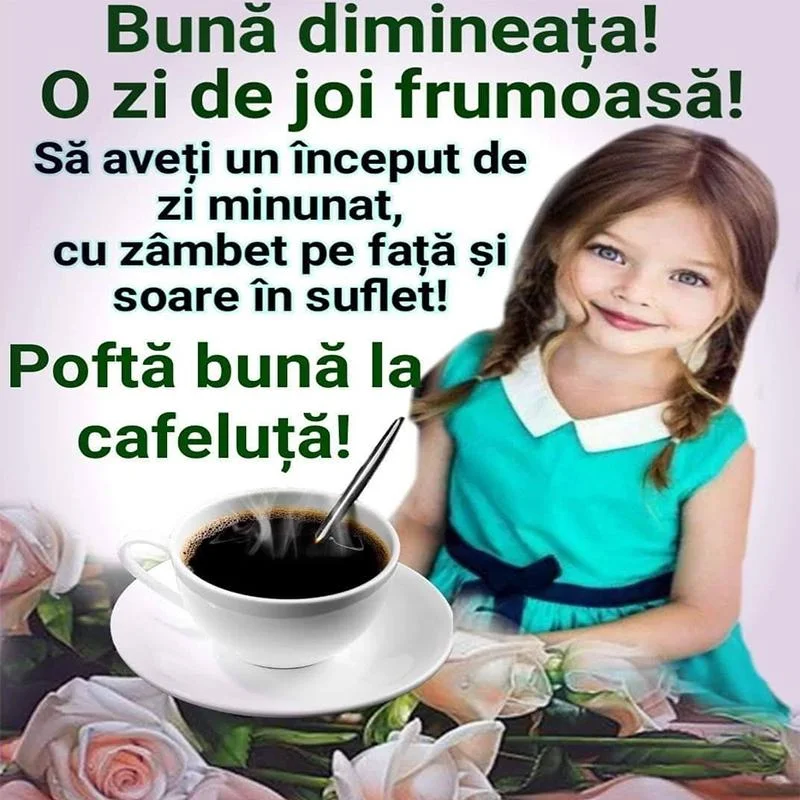 Bună dimineața!
O zi de joi frumoasă!
Să aveți un început de
zi minunat,
cu zâmbet pe față și
soare în suflet!
Poftă bună la
cafeluță!